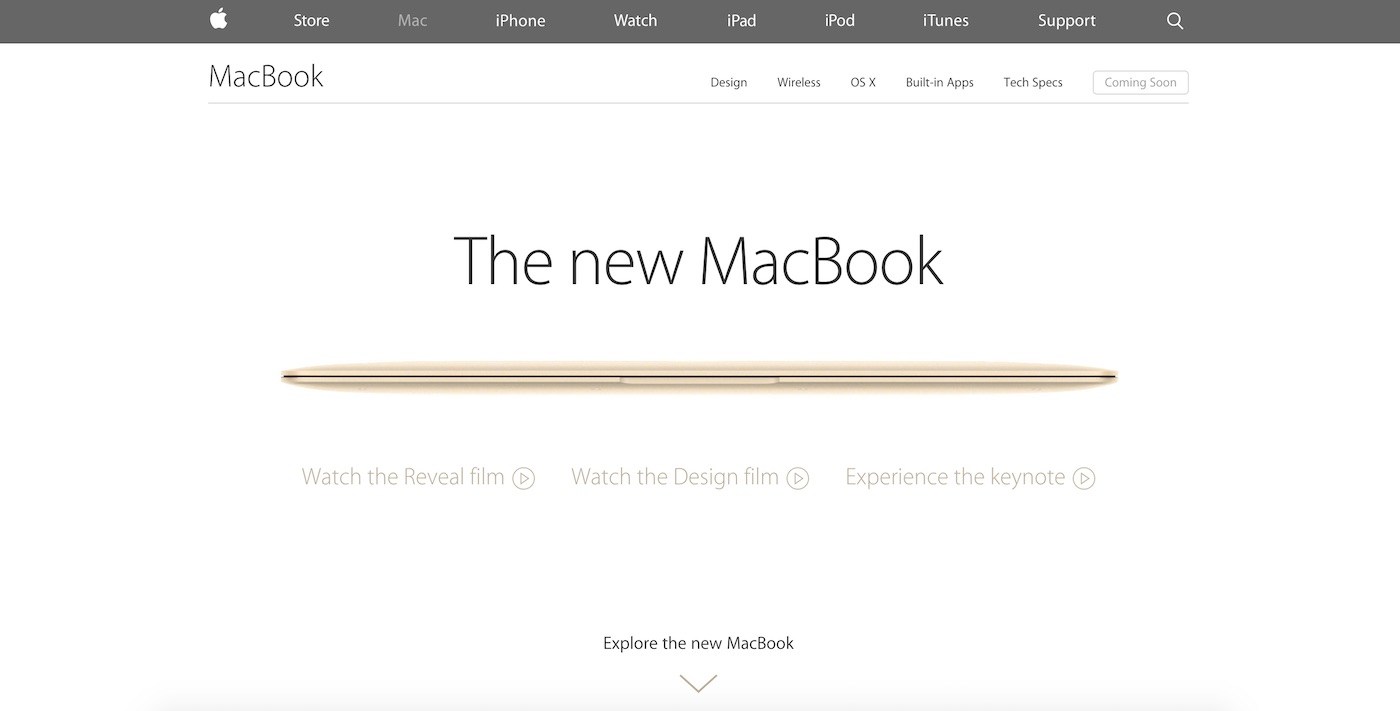 Store Mac iPhone Watch iPad iPod iTunes Support
MacBook Design Wireless OS X Built-in Apps Tech Specs Coming Soon
The new MacBook
Watch the Reveal film Watch the Design film Experience the keynote
Explore the new MacBook